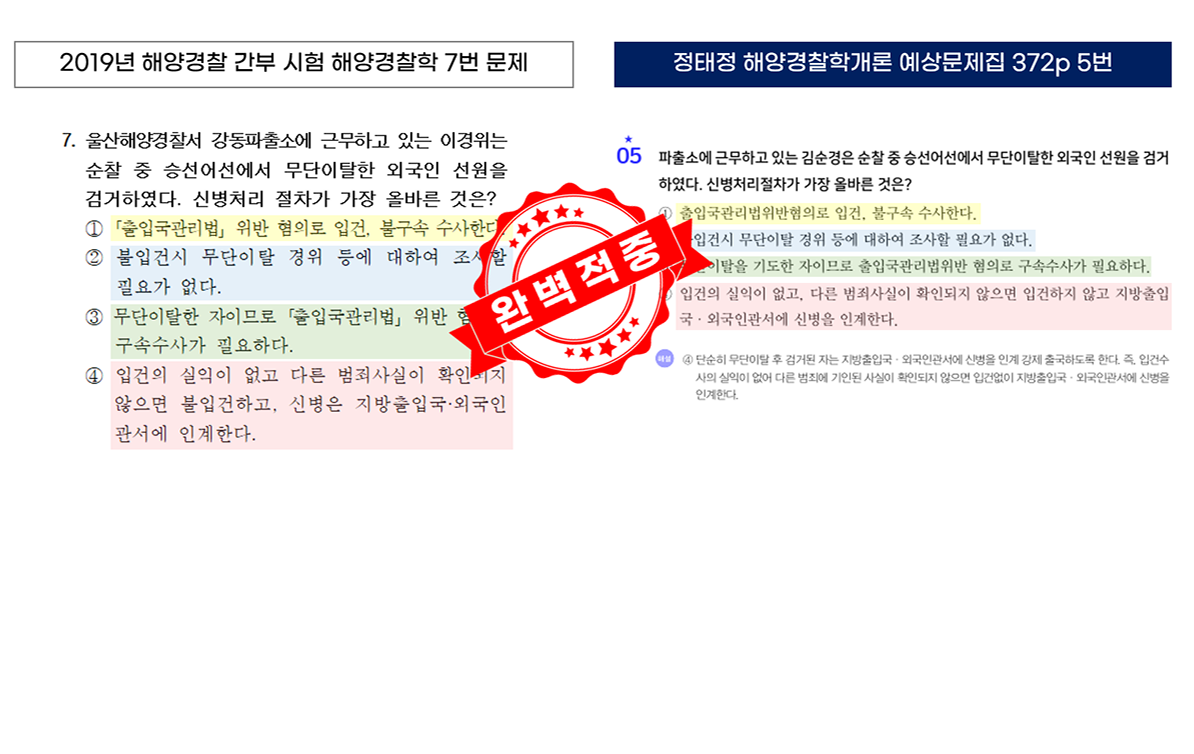 2019년 해양경찰 간부 시험 해양경찰학 7번 문제
7. 울산해양경찰서 강동파출소에 근무하고 있는 이경위는
순찰 중 승선어선에서 무단이탈한 외국인 선원을
검거하였다. 신병처리 절차가 가장 올바른 것은?
① 「출입국관리법」 위반 혐의로 입건, 불구속 수사한다.
② 불입건시 무단이탈 경위 등에 대하여 조사할
필요가 없다.
③ 무단이탈한 자이므로 「출입국관리법」 위반
구속수사가 필요하다.
④ 입건의 실익이 없고 다른 범죄사실이 확인되지
않으면 불입건하고, 신병은 지방출입국·외국인
관서에 인계한다.
완벽적중
정태정 해양경찰학개론 예상문제집 372p 5번
★
05 파출소에 근무하고 있는 김순경은 순찰 중 승선어선에서 무단이탈한 외국인 선원을 검거
하였다. 신병처리절차가 가장 올바른 것은?
① 출입국관리법위반혐의로 입건, 불구속 수사한다.
입건시 무단이탈 경위 등에 대하여 조사할 필요가 없다.
이탈을 기도한 자이므로 출입국관리법위반 혐의로 구속수사가 필요하다.
입건의 실익이 없고, 다른 범죄사실이 확인되지 않으면 입건하지 않고 지방출입
국·외국인관서에 신병을 인계한다.
해설 ④ 단순히 무단이탈 후 검거된 자는 지방출입국·외국인관서에 신병을 인계 강제 출국하도록 한다. 즉, 입건수
사의 실익이 없어 다른 범죄에 기인된 사실이 확인되지 않으면 입건없이 지방출입국·외국인관서에 신병을
인계한다.